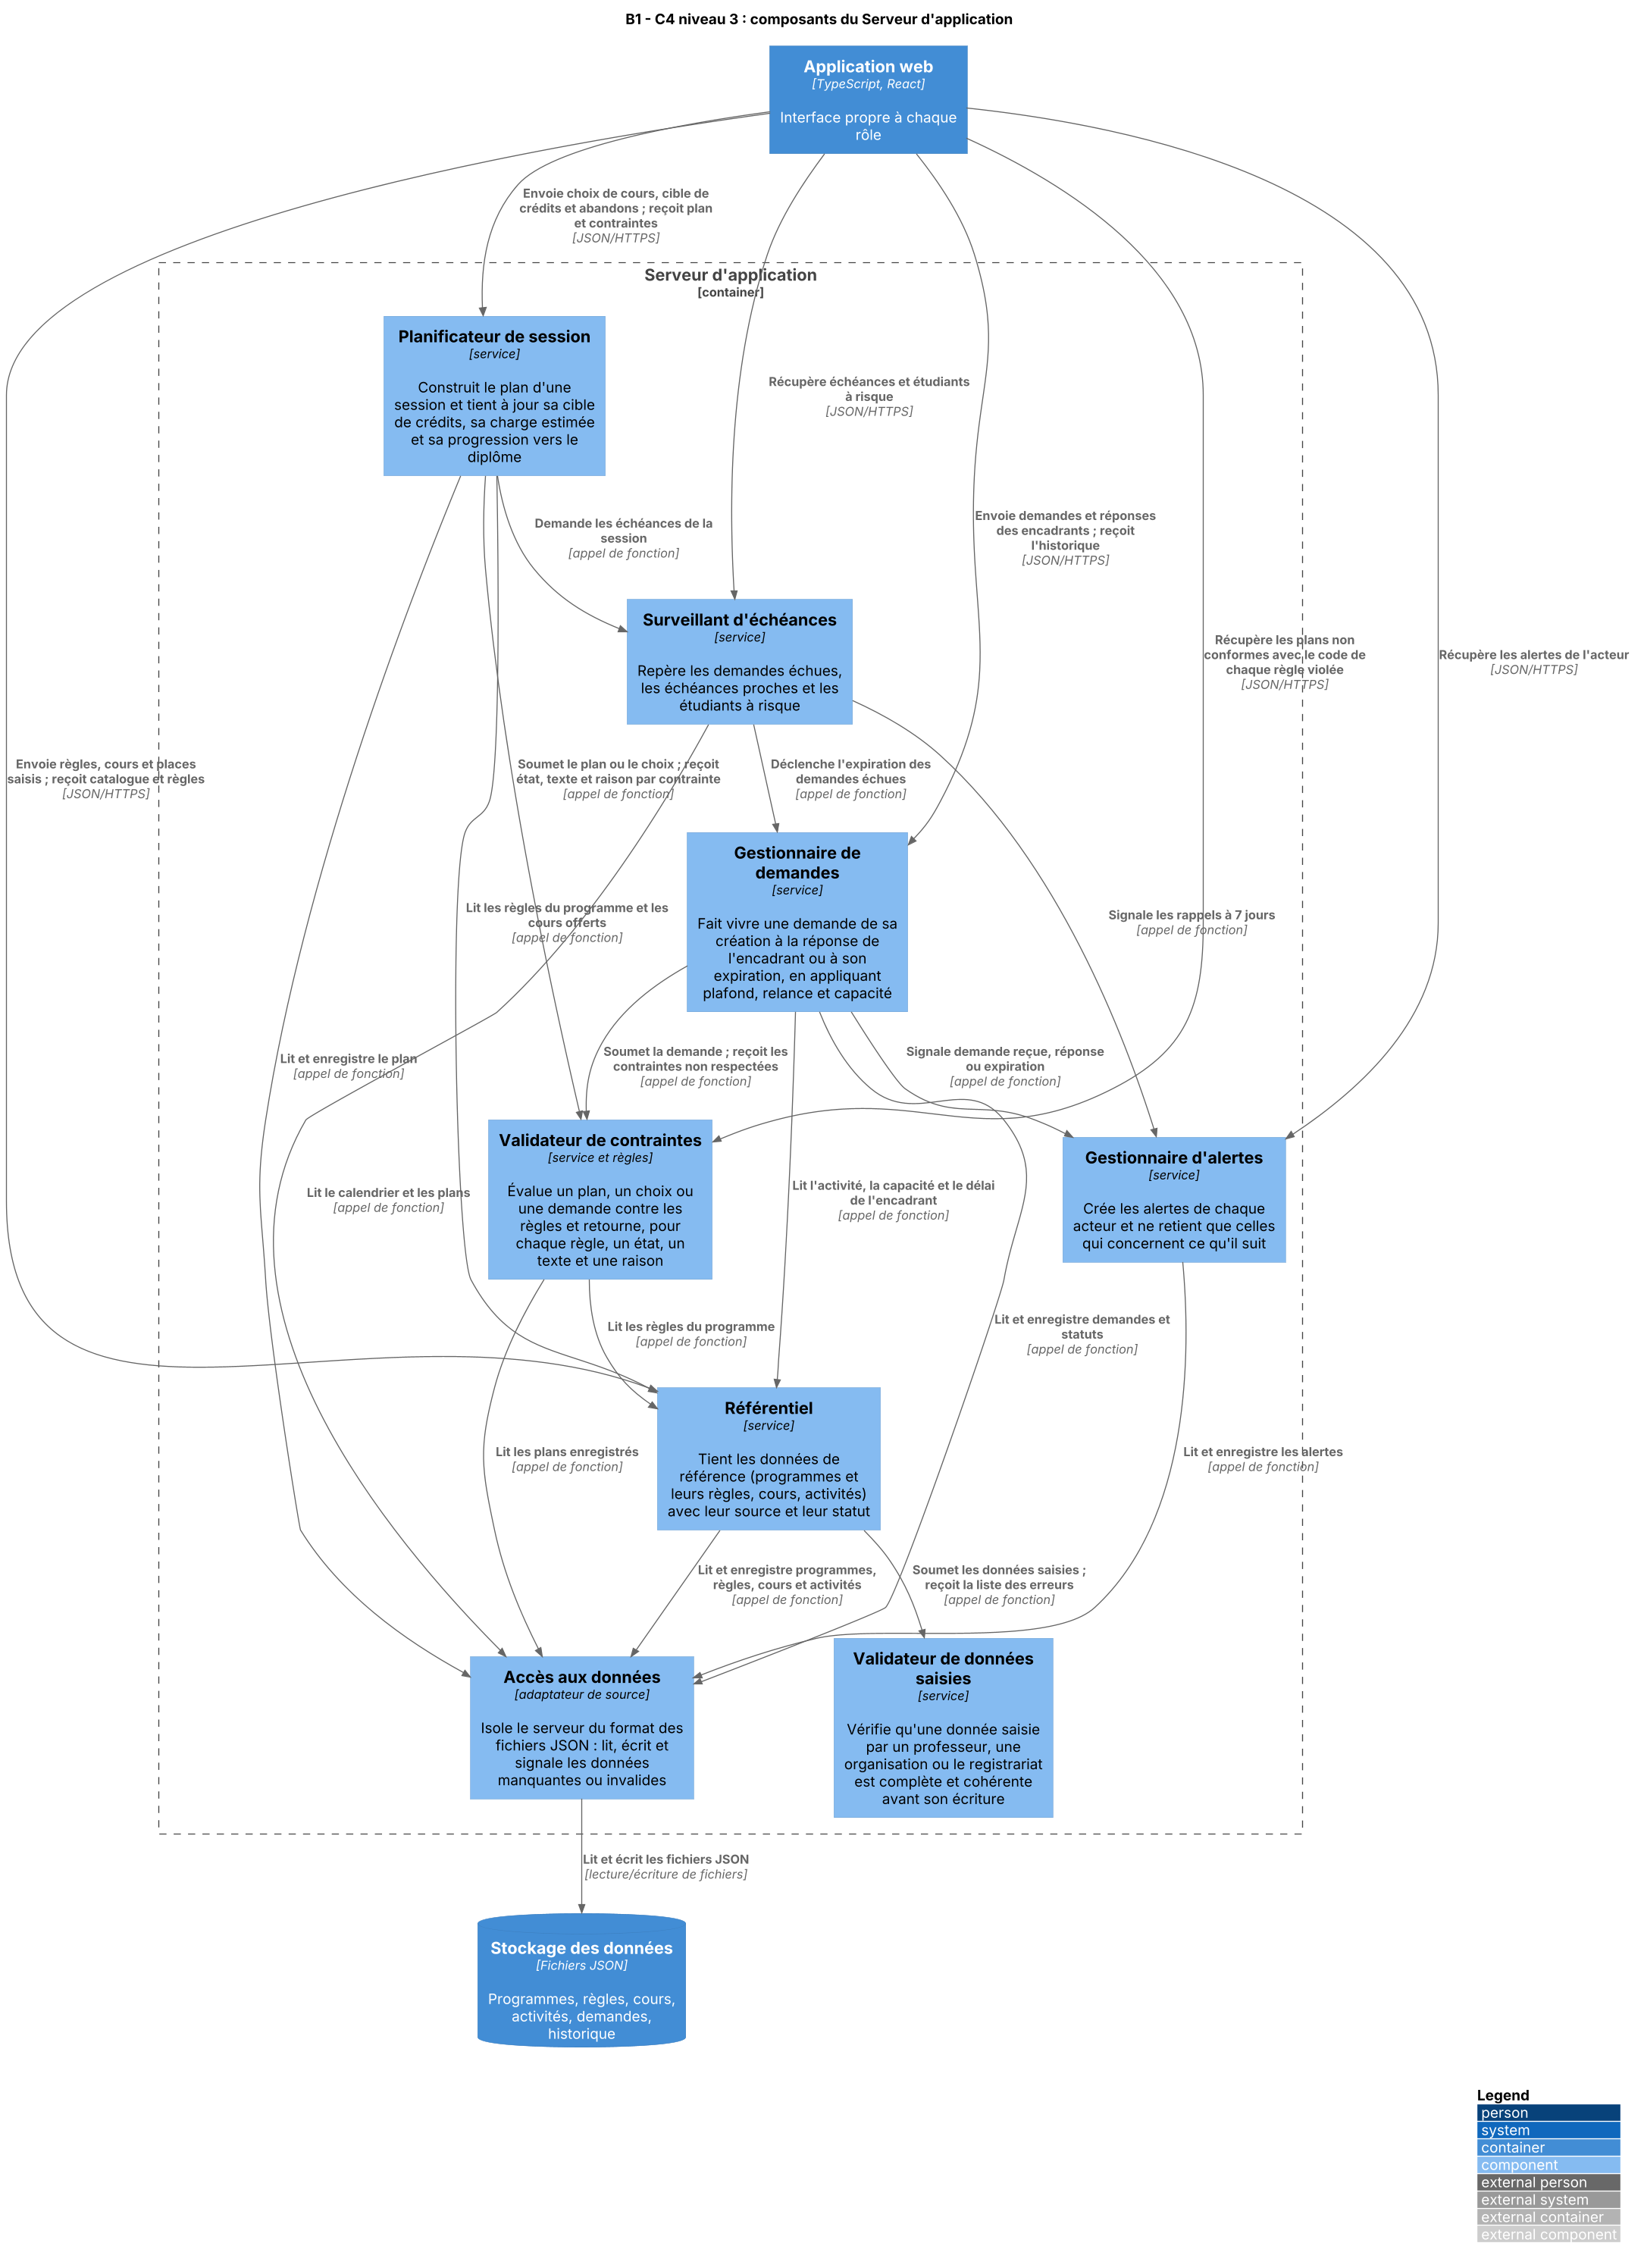 B1 - C4 niveau 3 : composants du Serveur d'application
Application web
[TypeScript, React]
Interface propre à chaque
rôle
Envoie choix de cours, cible de
crédits et abandons ; reçoit plan
et contraintes
[JSON/HTTPS]
Serveur d'application
[container]
Planificateur de session
[service]
Construit le plan d'une
session et tient à jour sa cible
de crédits, sa charge estimée
et sa progression vers le
diplôme
Récupère échéances et étudiants
à risque
[JSON/HTTPS]
Demande les échéances de la
session
[appel de fonction]
Envoie demandes et réponses
des encadrants ; reçoit
l'historique
[JSON/HTTPS]
Surveillant d'échéances
[service]
Repère les demandes échues,
les échéances proches et les
étudiants à risque
Récupère les plans non
conformes avec le code de
chaque règle violée
[JSON/HTTPS]
Récupère les alertes de l'acteur
[JSON/HTTPS]
Envoie règles, cours et places
saisis ; reçoit catalogue et règles
[JSON/HTTPS]
Soumet le plan ou le choix ; reçoit
état, texte et raison par contrainte
[appel de fonction]
Déclenche l'expiration des
demandes échues
[appel de fonction]
Gestionnaire de
demandes
[service]
Fait vivre une demande de sa
création à la réponse de
l'encadrant ou à son
expiration, en appliquant
plafond, relance et capacité
Lit les règles du programme et les
cours offerts
[appel de fonction]
Signale les rappels à 7 jours
[appel de fonction]
Lit et enregistre le plan
[appel de fonction]
Soumet la demande ; reçoit les
contraintes non respectées
[appel de fonction]
Signale demande reçue, réponse
ou expiration
[appel de fonction]
Validateur de contraintes
[service et règles]
Évalue un plan, un choix ou
une demande contre les
règles et retourne, pour
chaque règle, un état, un
texte et une raison
Gestionnaire d'alertes
[service]
Crée les alertes de chaque
acteur et ne retient que celles
qui concernent ce qu'il suit
Lit le calendrier et les plans
[appel de fonction]
Lit l'activité, la capacité et le délai
de l'encadrant
[appel de fonction]
Lit les règles du programme
[appel de fonction]
Lit et enregistre demandes et
statuts
[appel de fonction]
Référentiel
[service]
Tient les données de
référence (programmes et
leurs règles, cours, activités)
avec leur source et leur statut
Lit les plans enregistrés
[appel de fonction]
Lit et enregistre les alertes
[appel de fonction]
Lit et enregistre programmes,
règles, cours et activités
[appel de fonction]
Soumet les données saisies ;
reçoit la liste des erreurs
[appel de fonction]
Accès aux données
[adaptateur de source]
Isole le serveur du format des
fichiers JSON : lit, écrit et
signale les données
manquantes ou invalides
Validateur de données
saisies
[service]
Vérifie qu'une donnée saisie
par un professeur, une
organisation ou le registrariat
est complète et cohérente
avant son écriture
Lit et écrit les fichiers JSON
[lecture/écriture de fichiers]
Stockage des données
[Fichiers JSON]
Programmes, règles, cours,
activités, demandes,
historique
Legend
person
system
container
component
external person
external system
external container
external component